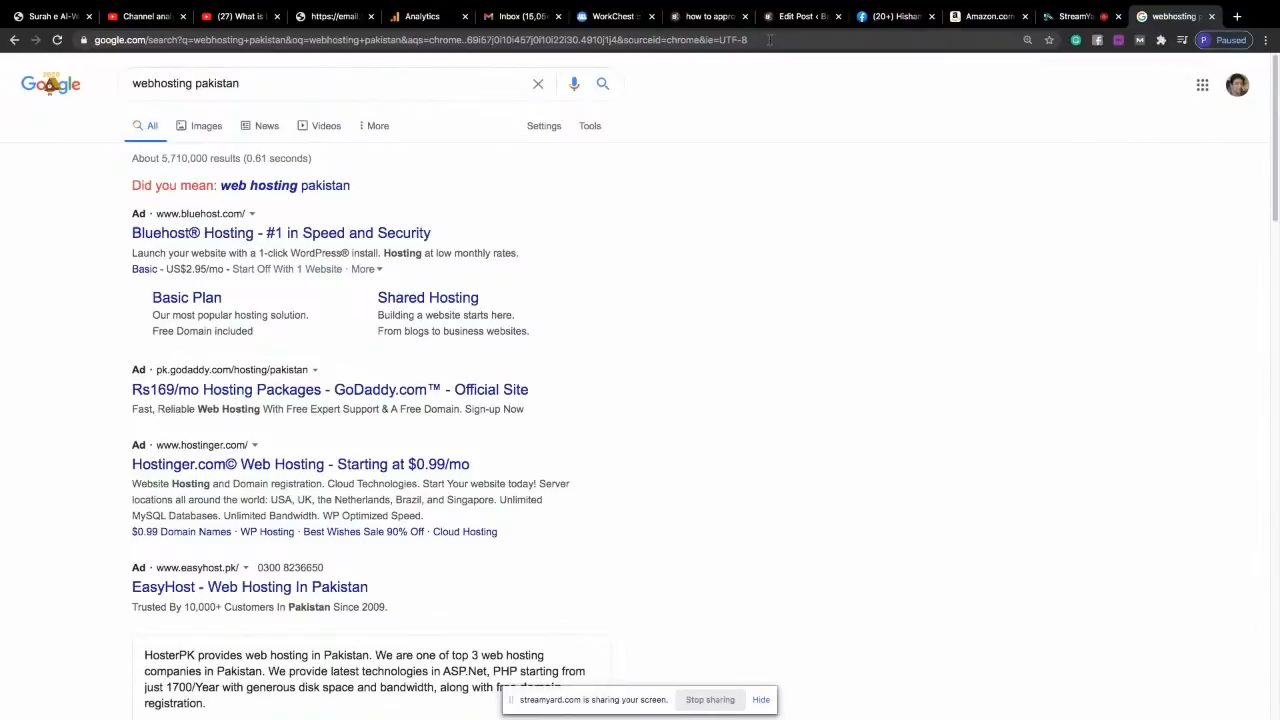 Surah e Al-W
Channel anal
(27) What is
https://email.
Analytics
Inbox (15,08
WorkChest
how to appro
Edit Post ‹ B
(20+) Hishan
Amazon.com
StreamYa
webhosting p
google.com/search?q=webhosting+pakistan&oq=webhosting+pakistan&aqs=chrome..69i57j0i10i457j0i10i22i30.4910j1j4&sourceid=chrome&ie=UTF-8
Paused
Google
webhosting pakistan
All
Images
News
Videos
More
Settings
Tools
About 5,710,000 results (0.61 seconds)
Did you mean: web hosting pakistan
Ad · www.bluehost.com/
Bluehost® Hosting - #1 in Speed and Security
Launch your website with a 1-click WordPress® install. Hosting at low monthly rates.
Basic - US$2.95/mo - Start Off With 1 Website · More
Basic Plan
Our most popular hosting solution.
Free Domain included
Shared Hosting
Building a website starts here.
From blogs to business websites.
Ad · pk.godaddy.com/hosting/pakistan
Rs169/mo Hosting Packages - GoDaddy.com™ - Official Site
Fast, Reliable Web Hosting With Free Expert Support & A Free Domain. Sign-up Now
Ad · www.hostinger.com/
Hostinger.com© Web Hosting - Starting at $0.99/mo
Website Hosting and Domain registration. Cloud Technologies. Start Your website today! Server
locations all around the world: USA, UK, the Netherlands, Brazil, and Singapore. Unlimited
MySQL Databases. Unlimited Bandwidth. WP Optimized Speed.
$0.99 Domain Names · WP Hosting · Best Wishes Sale 90% Off · Cloud Hosting
Ad · www.easyhost.pk/ 0300 8236650
EasyHost - Web Hosting In Pakistan
Trusted By 10,000+ Customers In Pakistan Since 2009.
HosterPK provides web hosting in Pakistan. We are one of top 3 web hosting
companies in Pakistan. We provide latest technologies in ASP.Net, PHP starting from
just 1700/Year with generous disk space and bandwidth, along with free domain
registration.
streamyard.com is sharing your screen.
Stop sharing
Hide